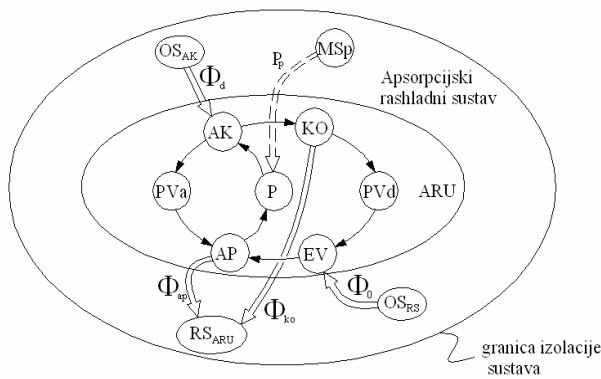 OS_AK
Φ_d
P_p
MSp
Apsorpcijski
rashladni sustav
AK
KO
PVa
P
PVd
ARU
AP
EV
Φ_ap
Φ_ko
Φ_0
OS_RS
RS_ARU
granica izolacije
sustava